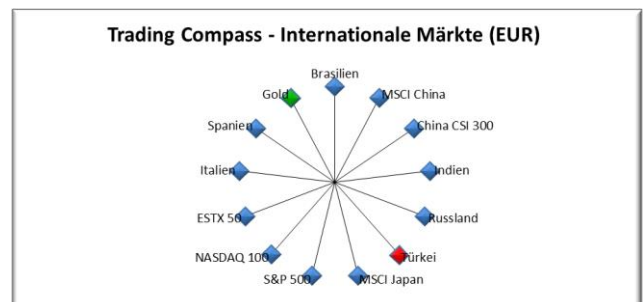 Trading Compass - Internationale Märkte (EUR)
Brasilien
Gold
MSCI China
Spanien
China CSI 300
Italien
Indien
ESTX 50
Russland
NASDAQ 100
Türkei
S&P 500
MSCI Japan